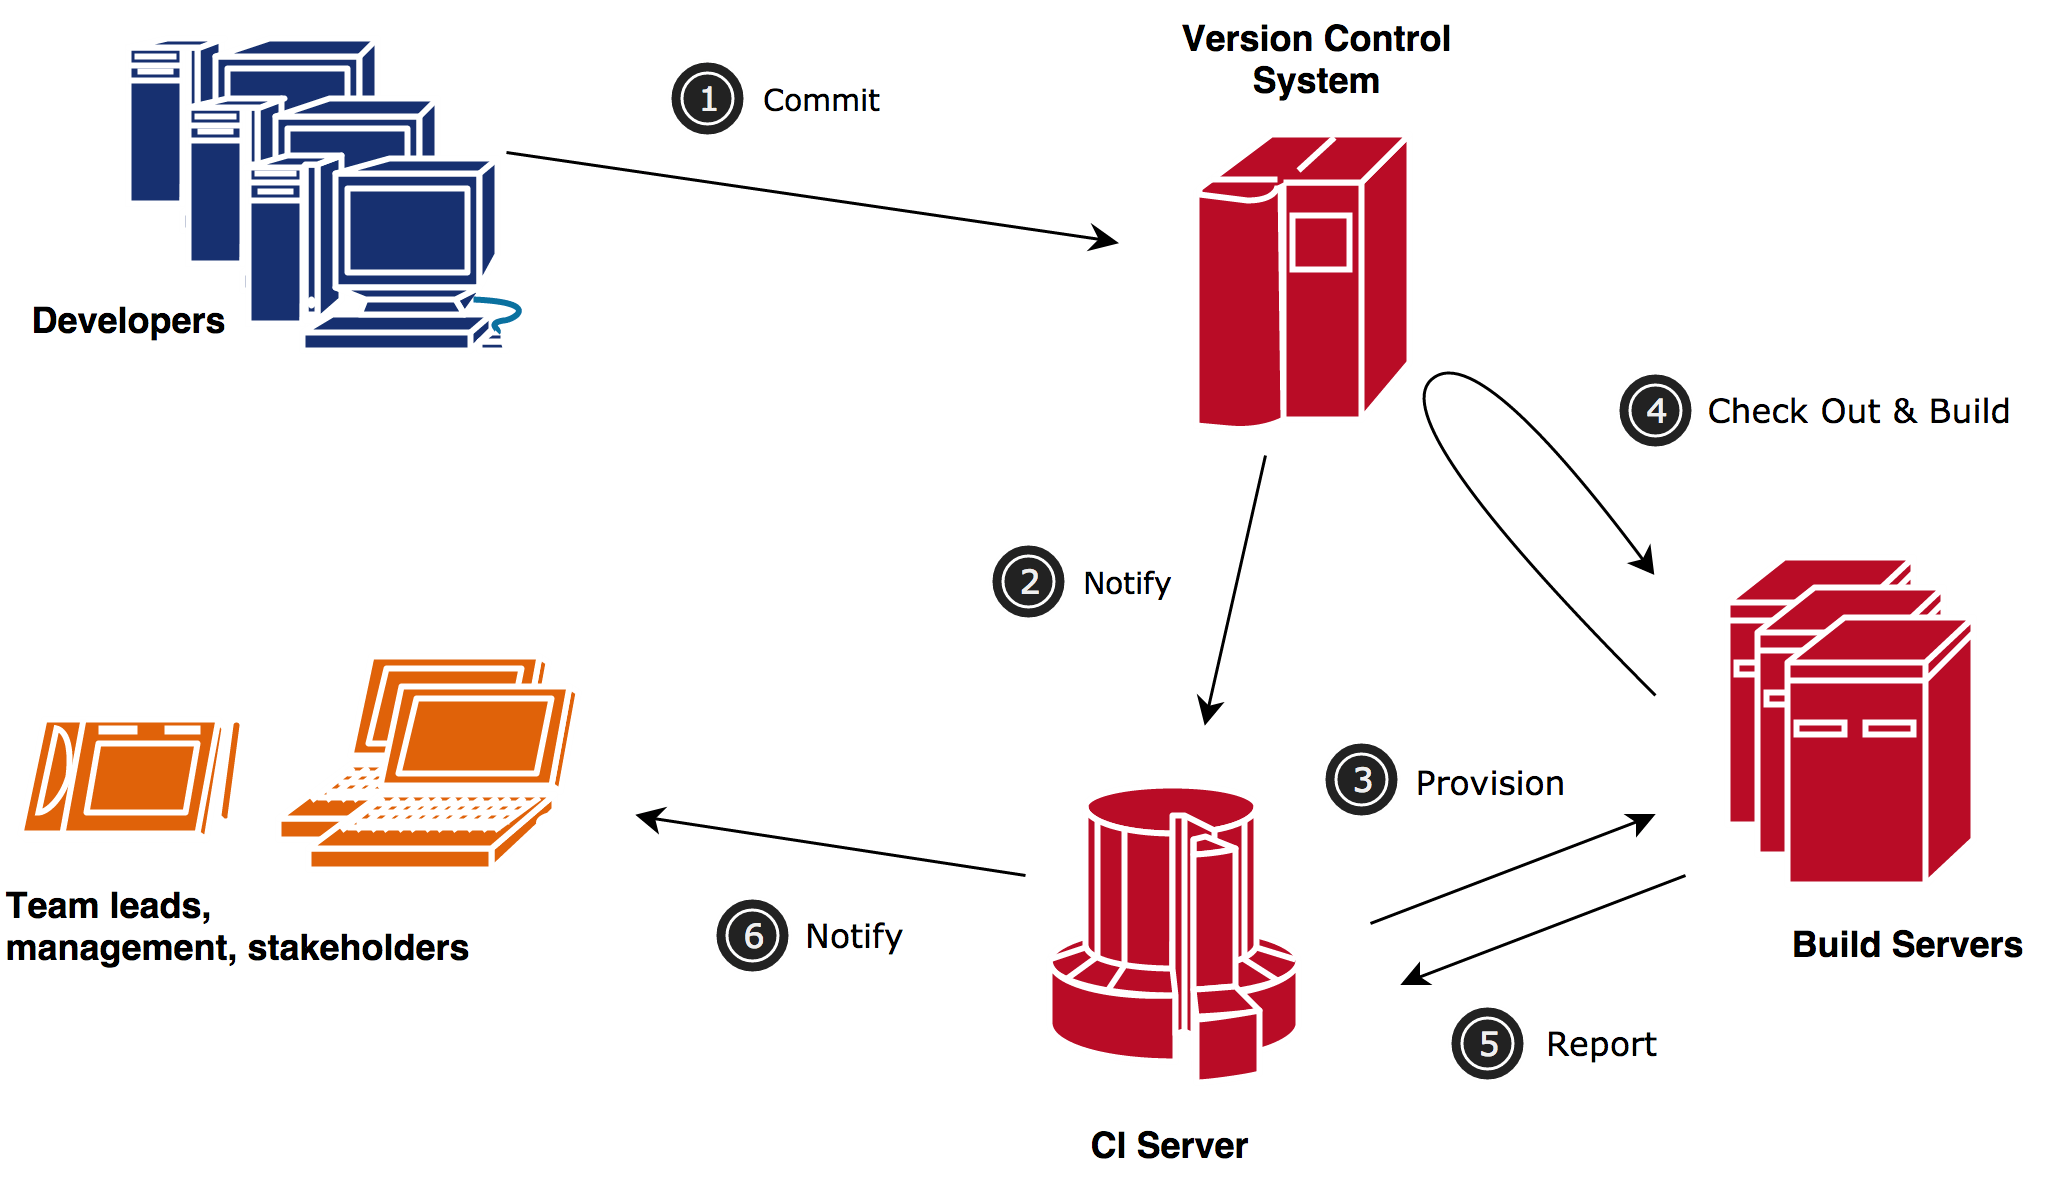 Version Control
System
1 Commit
Developers
4 Check Out & Build
2 Notify
3 Provision
Team leads,
management, stakeholders
6 Notify
Build Servers
5 Report
CI Server